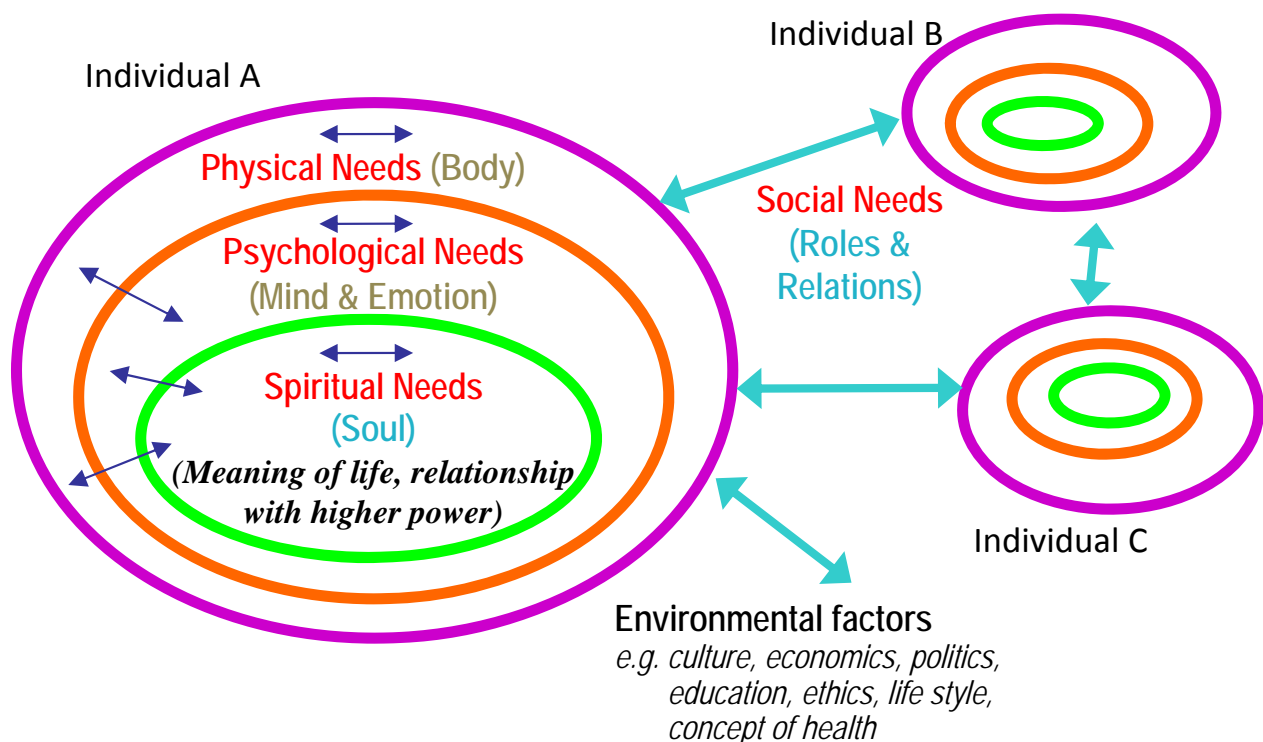 Individual A
Individual B
Physical Needs (Body)
Psychological Needs
(Mind & Emotion)
Spiritual Needs
(Soul)
(Meaning of life, relationship
with higher power)
Social Needs
(Roles &
Relations)
Individual C
Environmental factors
e.g. culture, economics, politics,
education, ethics, life style,
concept of health